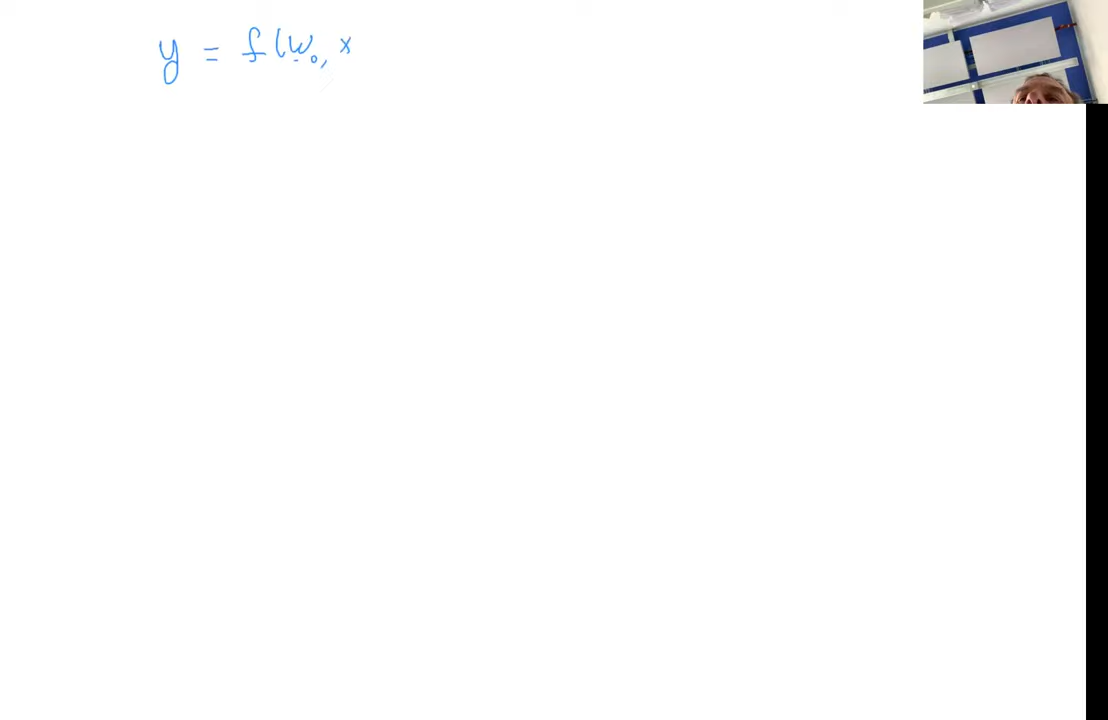 y = f(w₀, x